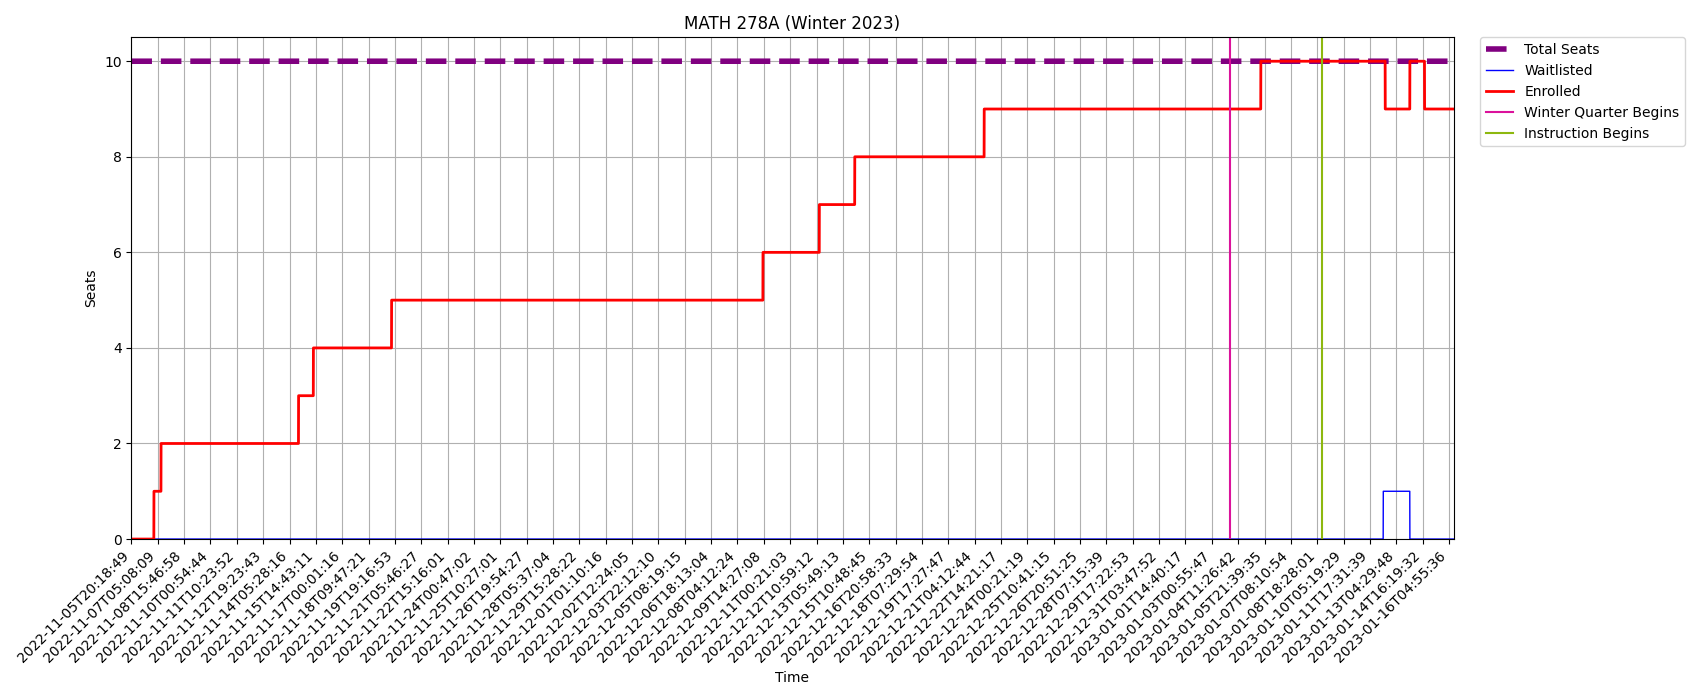 MATH 278A (Winter 2023)
10
8
6
4
2
0
Seats
Total Seats
Waitlisted
Enrolled
Winter Quarter Begins
Instruction Begins
2022-11-05T20:18:49
2022-11-07T05:08:09
2022-11-08T15:46:58
2022-11-10T00:54:44
2022-11-11T10:23:52
2022-11-12T19:23:43
2022-11-14T05:28:16
2022-11-15T14:43:11
2022-11-17T00:01:16
2022-11-18T09:47:21
2022-11-19T19:16:53
2022-11-21T05:46:27
2022-11-22T15:16:01
2022-11-24T00:47:02
2022-11-25T10:27:01
2022-11-26T19:54:27
2022-11-28T05:37:04
2022-11-29T15:28:22
2022-12-01T01:10:16
2022-12-02T12:24:05
2022-12-03T22:12:10
2022-12-05T08:19:15
2022-12-06T18:13:04
2022-12-08T04:12:24
2022-12-09T14:27:08
2022-12-11T00:21:03
2022-12-12T10:59:12
2022-12-13T05:49:13
2022-12-15T10:48:45
2022-12-16T20:58:33
2022-12-18T07:29:54
2022-12-19T17:27:47
2022-12-21T04:12:44
2022-12-22T14:21:17
2022-12-24T00:21:19
2022-12-25T10:41:15
2022-12-26T20:51:25
2022-12-28T07:15:39
2022-12-29T17:22:53
2022-12-31T03:47:52
2023-01-01T14:40:17
2023-01-03T00:55:47
2023-01-04T11:26:42
2023-01-05T21:39:35
2023-01-07T08:10:54
2023-01-08T18:28:01
2023-01-10T05:19:29
2023-01-11T17:31:39
2023-01-13T04:29:48
2023-01-14T16:19:32
2023-01-16T04:55:36
Time